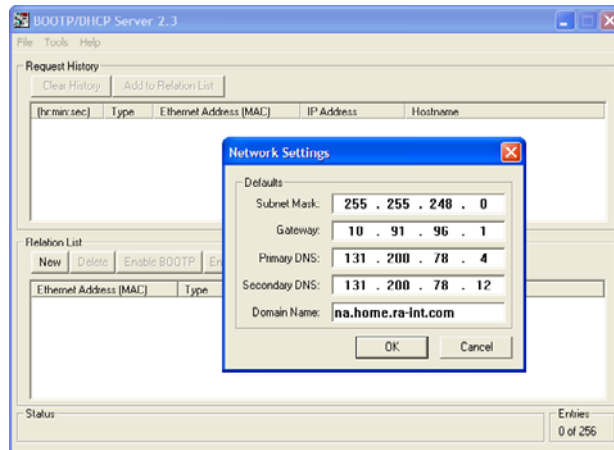 BOOTP/DHCP Server 2.3
File Tools Help
Request History
Clear History Add to Relation List
(hr:min:sec) Type Ethernet Address (MAC) IP Address Hostname
Network Settings
Defaults
Subnet Mask: 255 . 255 . 248 . 0
Gateway: 10 . 91 . 96 . 1
Primary DNS: 131 . 200 . 78 . 4
Secondary DNS: 131 . 200 . 78 . 12
Domain Name: na.home.ra-int.com
OK Cancel
Relation List
New Delete Enable BOOTP En
Ethernet Address (MAC) Type
Status
Entries
0 of 256